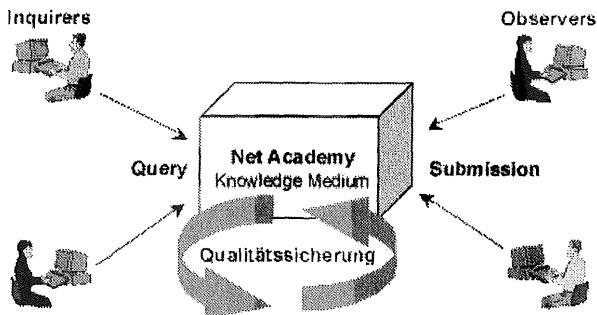 Inquirers
Observers
Query
Net Academy
Knowledge Medium
Submission
Qualitätssicherung